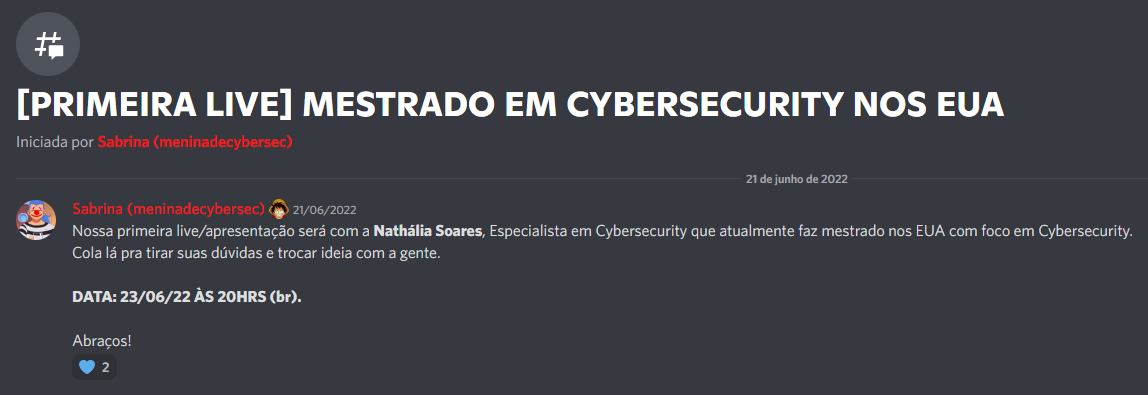 [PRIMEIRA LIVE] MESTRADO EM CYBERSECURITY NOS EUA
Iniciada por Sabrina (meninadecybersec)
21 de junho de 2022
Sabrina (meninadecybersec) 21/06/2022
Nossa primeira live/apresentação será com a Nathália Soares, Especialista em Cybersecurity que atualmente faz mestrado nos EUA com foco em Cybersecurity.
Cola lá pra tirar suas dúvidas e trocar ideia com a gente.
DATA: 23/06/22 ÀS 20HRS (br).
Abraços!
2